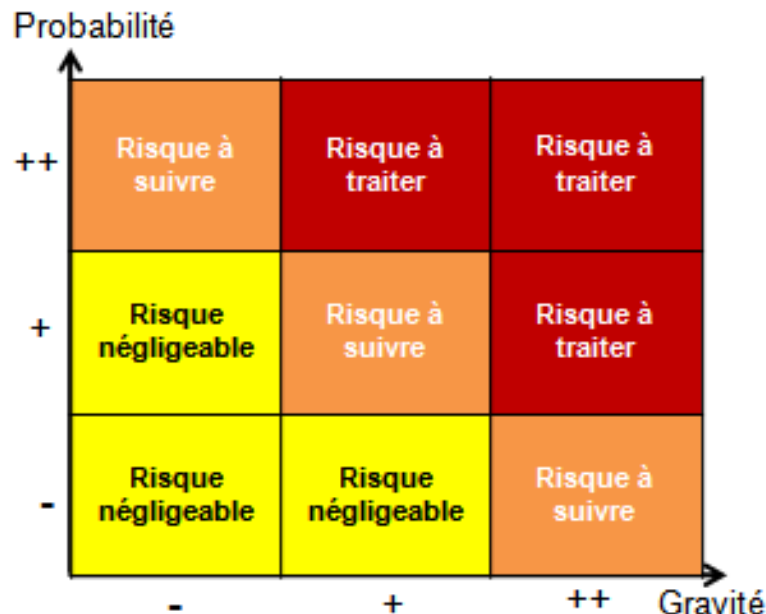 Probabilité
++
Risque à
suivre
Risque à
traiter
Risque à
traiter
+
Risque
négligeable
Risque à
suivre
Risque à
traiter
-
Risque
négligeable
Risque
négligeable
Risque à
suivre
- + ++ Gravité